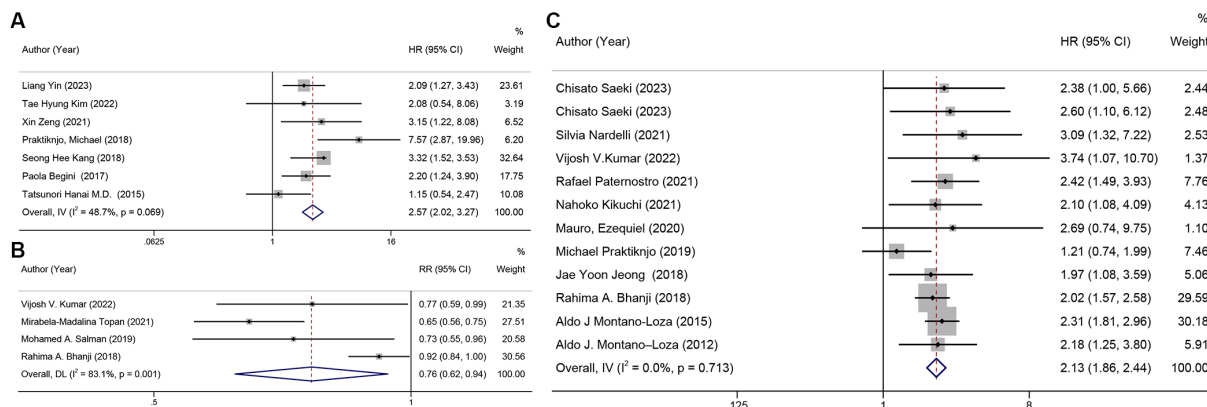 A
%
Author (Year) HR (95% CI) Weight
Liang Yin (2023) 2.09 (1.27, 3.43) 23.61
Tae Hyung Kim (2022) 2.08 (0.54, 8.06) 3.19
Xin Zeng (2021) 3.15 (1.22, 8.08) 6.52
Praktiknjo, Michael (2018) 7.57 (2.87, 19.96) 6.20
Seong Hee Kang (2018) 3.32 (1.52, 3.53) 32.64
Paola Begini (2017) 2.20 (1.24, 3.90) 17.75
Tatsunori Hanai M.D. (2015) 1.15 (0.54, 2.47) 10.08
Overall, IV (I² = 48.7%, p = 0.069) 2.57 (2.02, 3.27) 100.00
.0625 1 16
B
%
Author (Year) RR (95% CI) Weight
Vijosh V. Kumar (2022) 0.77 (0.59, 0.99) 21.35
Mirabela-Madalina Topan (2021) 0.65 (0.56, 0.75) 27.51
Mohamed A. Salman (2019) 0.73 (0.55, 0.96) 20.58
Rahima A. Bhanji (2018) 0.92 (0.84, 1.00) 30.56
Overall, DL (I² = 83.1%, p = 0.001) 0.76 (0.62, 0.94) 100.00
.5 1
C
%
Author (Year) HR (95% CI) Weight
Chisato Saeki (2023) 2.38 (1.00, 5.66) 2.44
Chisato Saeki (2023) 2.60 (1.10, 6.12) 2.48
Silvia Nardelli (2021) 3.09 (1.32, 7.22) 2.53
Vijosh V.Kumar (2022) 3.74 (1.07, 10.70) 1.37
Rafael Paternostro (2021) 2.42 (1.49, 3.93) 7.76
Nahoko Kikuchi (2021) 2.10 (1.08, 4.09) 4.13
Mauro, Ezequiel (2020) 2.69 (0.74, 9.75) 1.10
Michael Praktiknjo (2019) 1.21 (0.74, 1.99) 7.46
Jae Yoon Jeong (2018) 1.97 (1.08, 3.59) 5.06
Rahima A. Bhanji (2018) 2.02 (1.57, 2.58) 29.59
Aldo J Montano-Loza (2015) 2.31 (1.81, 2.96) 30.18
Aldo J. Montano–Loza (2012) 2.18 (1.25, 3.80) 5.91
Overall, IV (I² = 0.0%, p = 0.713) 2.13 (1.86, 2.44) 100.00
.125 1 8